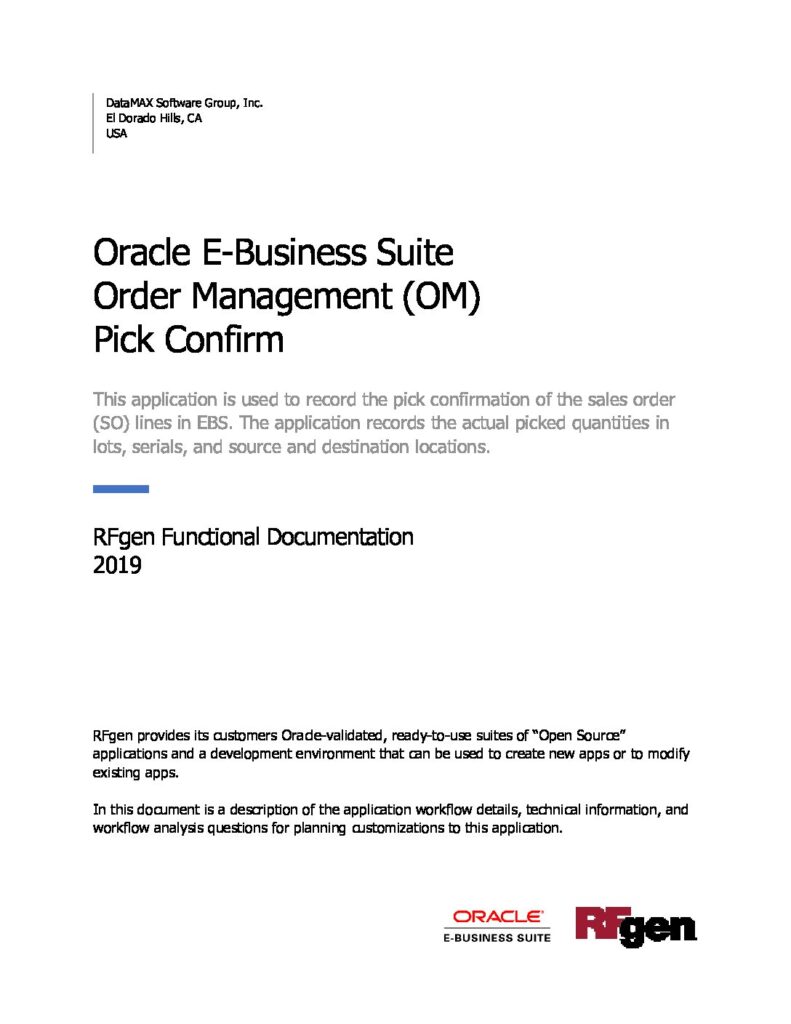 DataMAX Software Group, Inc.
El Dorado Hills, CA
USA
Oracle E-Business Suite
Order Management (OM)
Pick Confirm
This application is used to record the pick confirmation of the sales order
(SO) lines in EBS. The application records the actual picked quantities in
lots, serials, and source and destination locations.
RFgen Functional Documentation
2019
RFgen provides its customers Oracle-validated, ready-to-use suites of “Open Source”
applications and a development environment that can be used to create new apps or to modify
existing apps.
In this document is a description of the application workflow details, technical information, and
workflow analysis questions for planning customizations to this application.
ORACLE
E-BUSINESS SUITE
RFgen